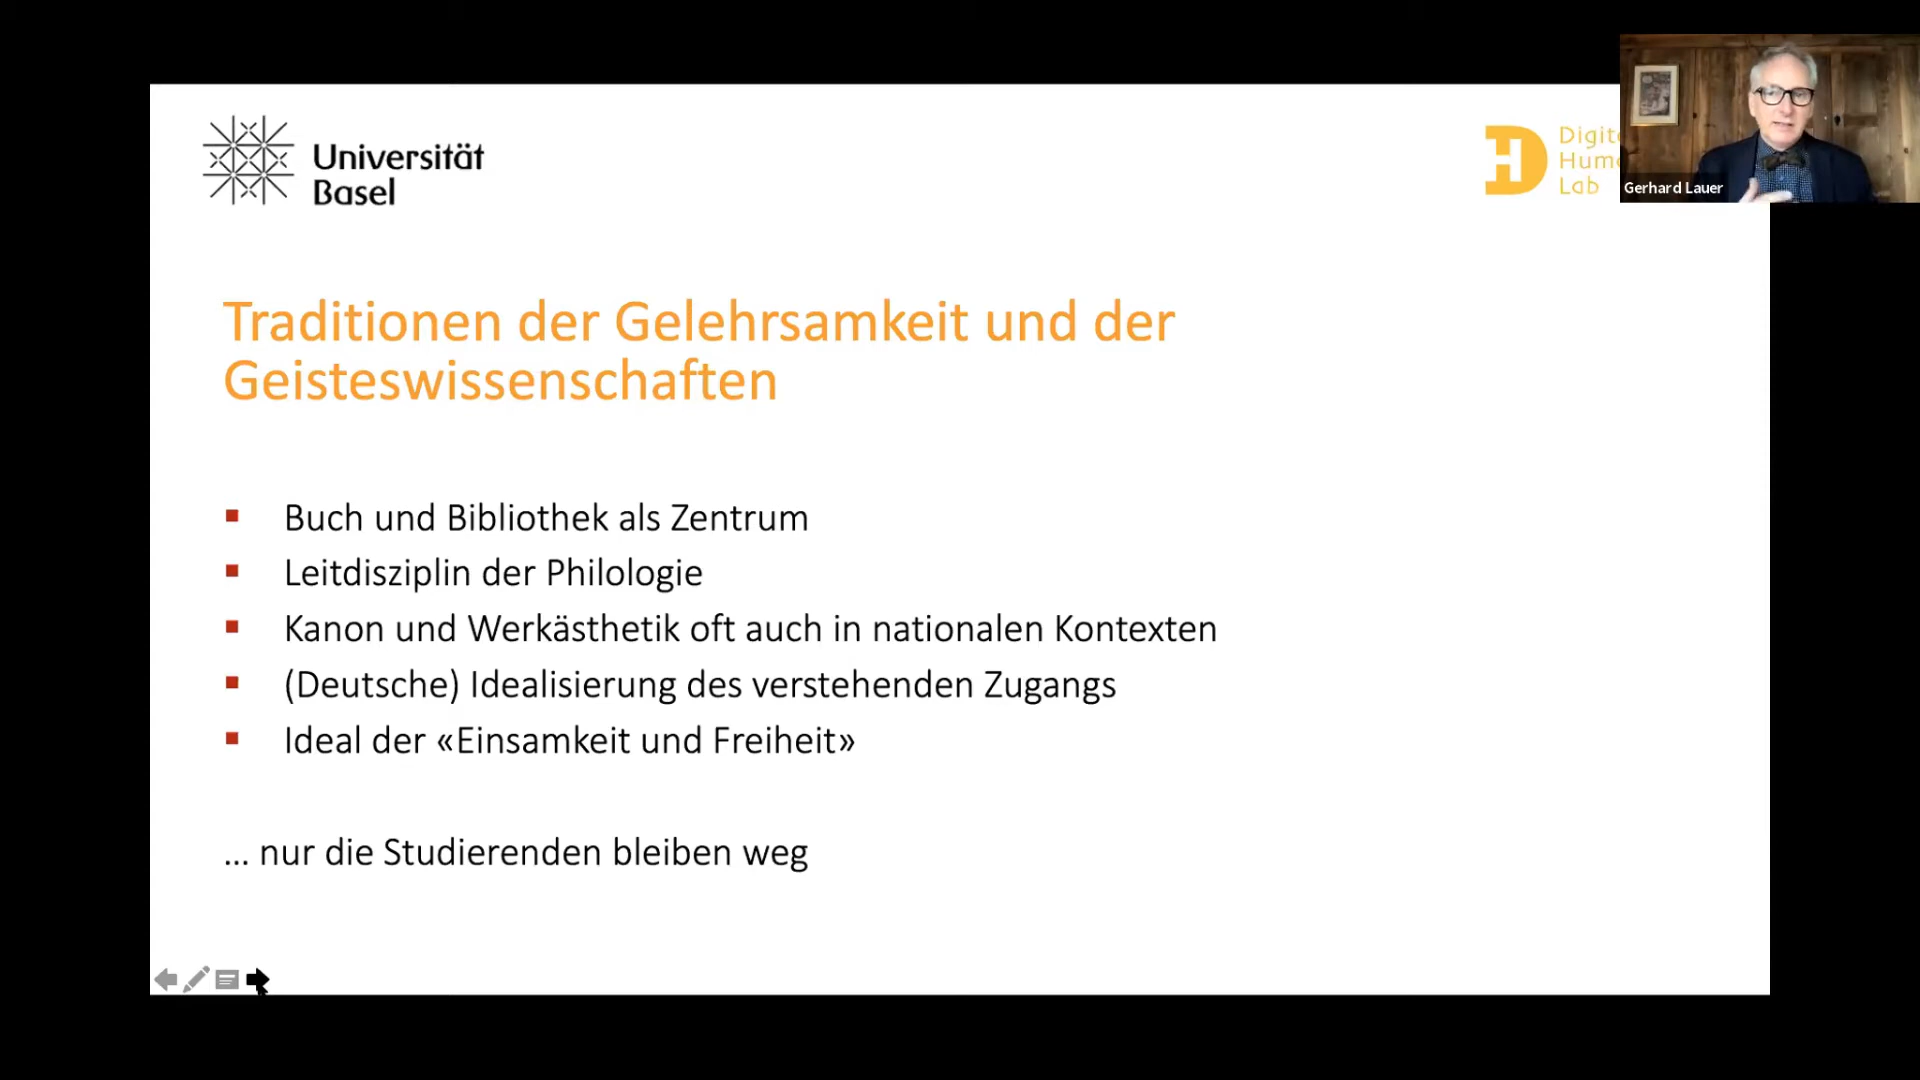 Universität
Basel
Lab
Gerhard Lauer
Traditionen der Gelehrsamkeit und der
Geisteswissenschaften
Buch und Bibliothek als Zentrum
Leitdisziplin der Philologie
Kanon und Werkästhetik oft auch in nationalen Kontexten
(Deutsche) Idealisierung des verstehenden Zugangs
Ideal der «Einsamkeit und Freiheit»
... nur die Studierenden bleiben weg